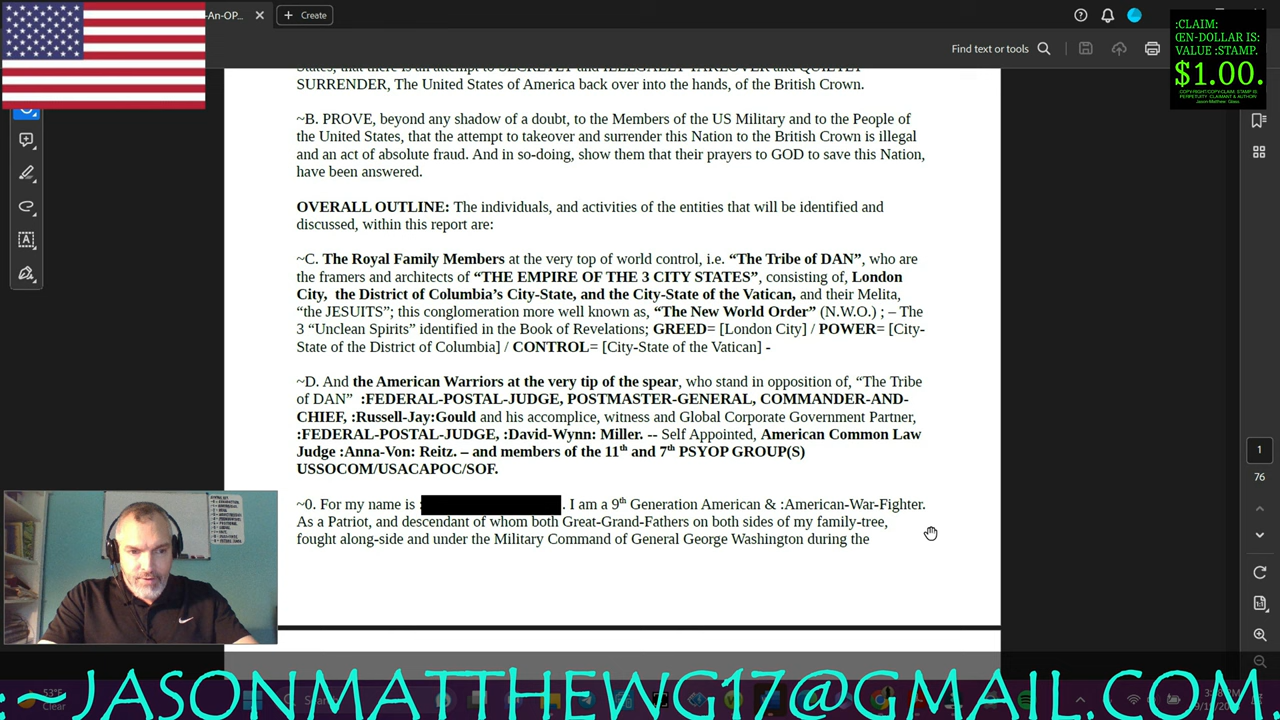 -An-OP...
Create
:CLAIM:
ŒN-DOLLAR IS:
VALUE :STAMP.
$1.00.
COPY-RIGHT/COPY-CLAIM STAMP IS
PERPETUITY. CLAIMANT & AUTHOR
Jason-Matthew: Glass
Find text or tools
SURRENDER, The United States of America back over into the hands, of the British Crown.
~B. PROVE, beyond any shadow of a doubt, to the Members of the US Military and to the People of
the United States, that the attempt to takeover and surrender this Nation to the British Crown is illegal
and an act of absolute fraud. And in so-doing, show them that their prayers to GOD to save this Nation,
have been answered.
OVERALL OUTLINE: The individuals, and activities of the entities that will be identified and
discussed, within this report are:
~C. The Royal Family Members at the very top of world control, i.e. “The Tribe of DAN”, who are
the framers and architects of “THE EMPIRE OF THE 3 CITY STATES”, consisting of, London
City, the District of Columbia’s City-State, and the City-State of the Vatican, and their Melita,
“the JESUITS”; this conglomeration more well known as, “The New World Order” (N.W.O.) ; – The
3 “Unclean Spirits” identified in the Book of Revelations; GREED= [London City] / POWER= [City-
State of the District of Columbia] / CONTROL= [City-State of the Vatican] -
~D. And the American Warriors at the very tip of the spear, who stand in opposition of, “The Tribe
of DAN” :FEDERAL-POSTAL-JUDGE, POSTMASTER-GENERAL, COMMANDER-AND-
CHIEF, :Russell-Jay:Gould and his accomplice, witness and Global Corporate Government Partner,
:FEDERAL-POSTAL-JUDGE, :David-Wynn: Miller. -- Self Appointed, American Common Law
Judge :Anna-Von: Reitz. – and members of the 11th and 7th PSYOP GROUP(S)
USSOCOM/USACAPOC/SOF.
~0. For my name is : . I am a 9th Generation American & :American-War-Fighter.
As a Patriot, and descendant of whom both Great-Grand-Fathers on both sides of my family-tree,
fought along-side and under the Military Command of General George Washington during the
1
76
53°F
Clear
:~JASONMATTHEWG17@GMAIL.COM.